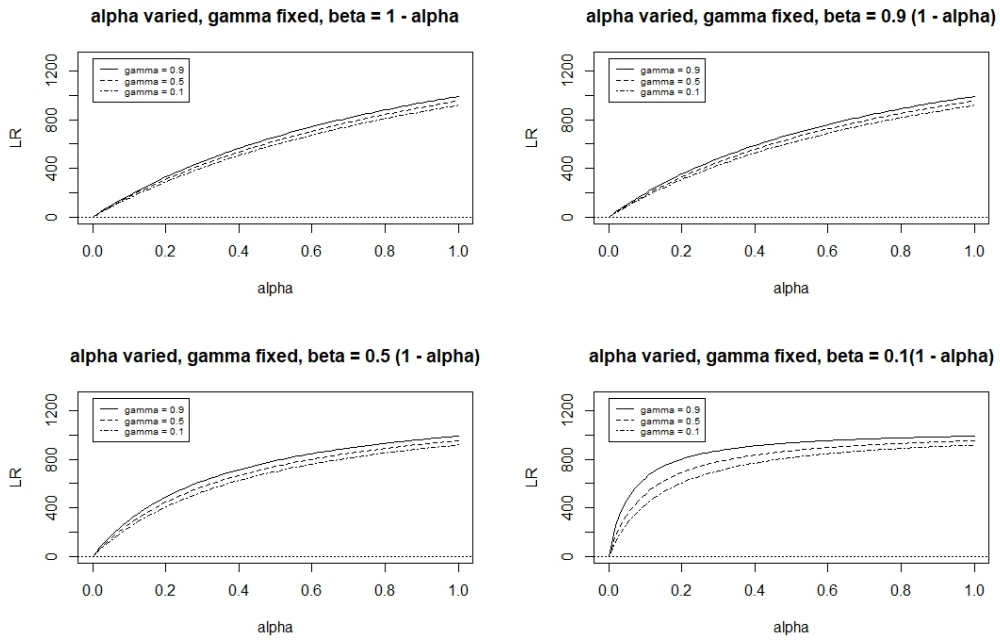 alpha varied, gamma fixed, beta = 1 - alpha
LR
1200
800
400
0
gamma = 0.9
gamma = 0.5
gamma = 0.1
0.0 0.2 0.4 0.6 0.8 1.0
alpha
alpha varied, gamma fixed, beta = 0.9 (1 - alpha)
LR
1200
800
400
0
gamma = 0.9
gamma = 0.5
gamma = 0.1
0.0 0.2 0.4 0.6 0.8 1.0
alpha
alpha varied, gamma fixed, beta = 0.5 (1 - alpha)
LR
1200
800
400
0
gamma = 0.9
gamma = 0.5
gamma = 0.1
0.0 0.2 0.4 0.6 0.8 1.0
alpha
alpha varied, gamma fixed, beta = 0.1(1 - alpha)
LR
1200
800
400
0
gamma = 0.9
gamma = 0.5
gamma = 0.1
0.0 0.2 0.4 0.6 0.8 1.0
alpha